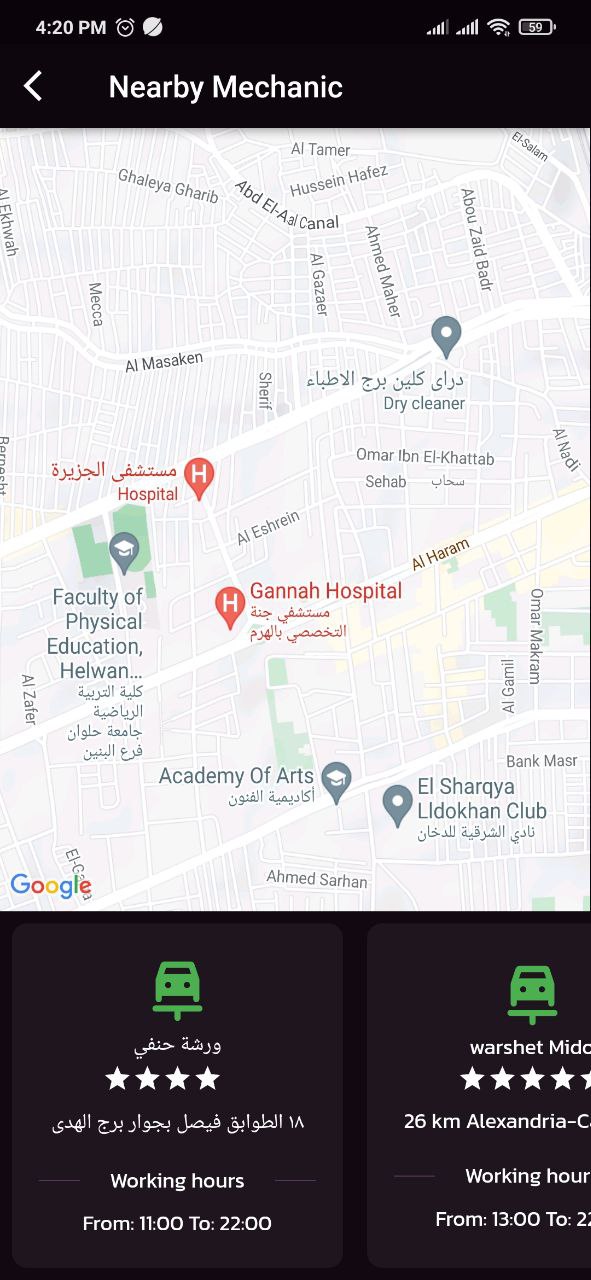 4:20 PM
59
Nearby Mechanic
Al Tamer
El-Salam
Ghaleya Gharib
Hussein Hafez
Abd El-Aal Canal
Abou Zaid Badr
Al Ekhwah
Ahmed Maher
Al Gazaer
Mecca
Al Masaken
Sherif
دراى كلين برج الاطباء
Dry cleaner
Omar Ibn El-Khattab
Al Nadi
مستشفى الجزيرة
Hospital
H
Sehab
سحاب
Al Eshrein
Al Haram
Gannah Hospital
H
مستشفي جنة
التخصصي بالهرم
Faculty of
Physical
Education,
Helwan...
كلية التربية
الرياضية
جامعة حلوان
فرع البنين
Omar Makram
Al Gamil
Al Zafer
Bank Masr
Academy Of Arts
أكاديمية الفنون
El Sharqya
Lldokhan Club
نادي الشرقية للدخان
Ahmed Sarhan
Google
ورشة حنفي
١٨ الطوابق فيصل بجوار برج الهدى
Working hours
From: 11:00 To: 22:00
warshet Mido
26 km Alexandria-C
Working hour
From: 13:00 To: 2